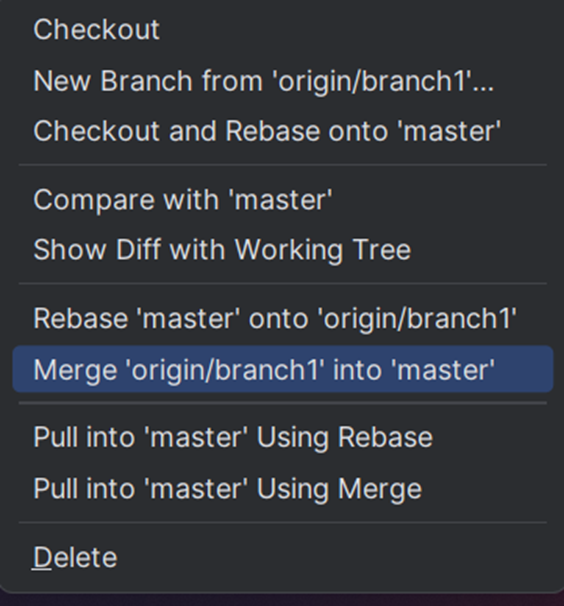 Checkout
New Branch from 'origin/branch1'...
Checkout and Rebase onto 'master'
Compare with 'master'
Show Diff with Working Tree
Rebase 'master' onto 'origin/branch1'
Merge 'origin/branch1' into 'master'
Pull into 'master' Using Rebase
Pull into 'master' Using Merge
Delete